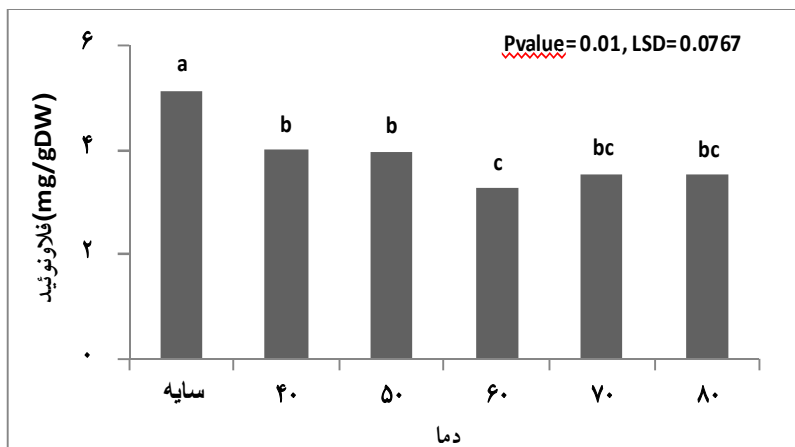 Pvalue= 0.01, LSD= 0.0767
فلاونوئید(mg/gDW)
۶
۴
۲
۰
a
b
b
c
bc
bc
سایه
۴۰
۵۰
۶۰
۷۰
۸۰
دما